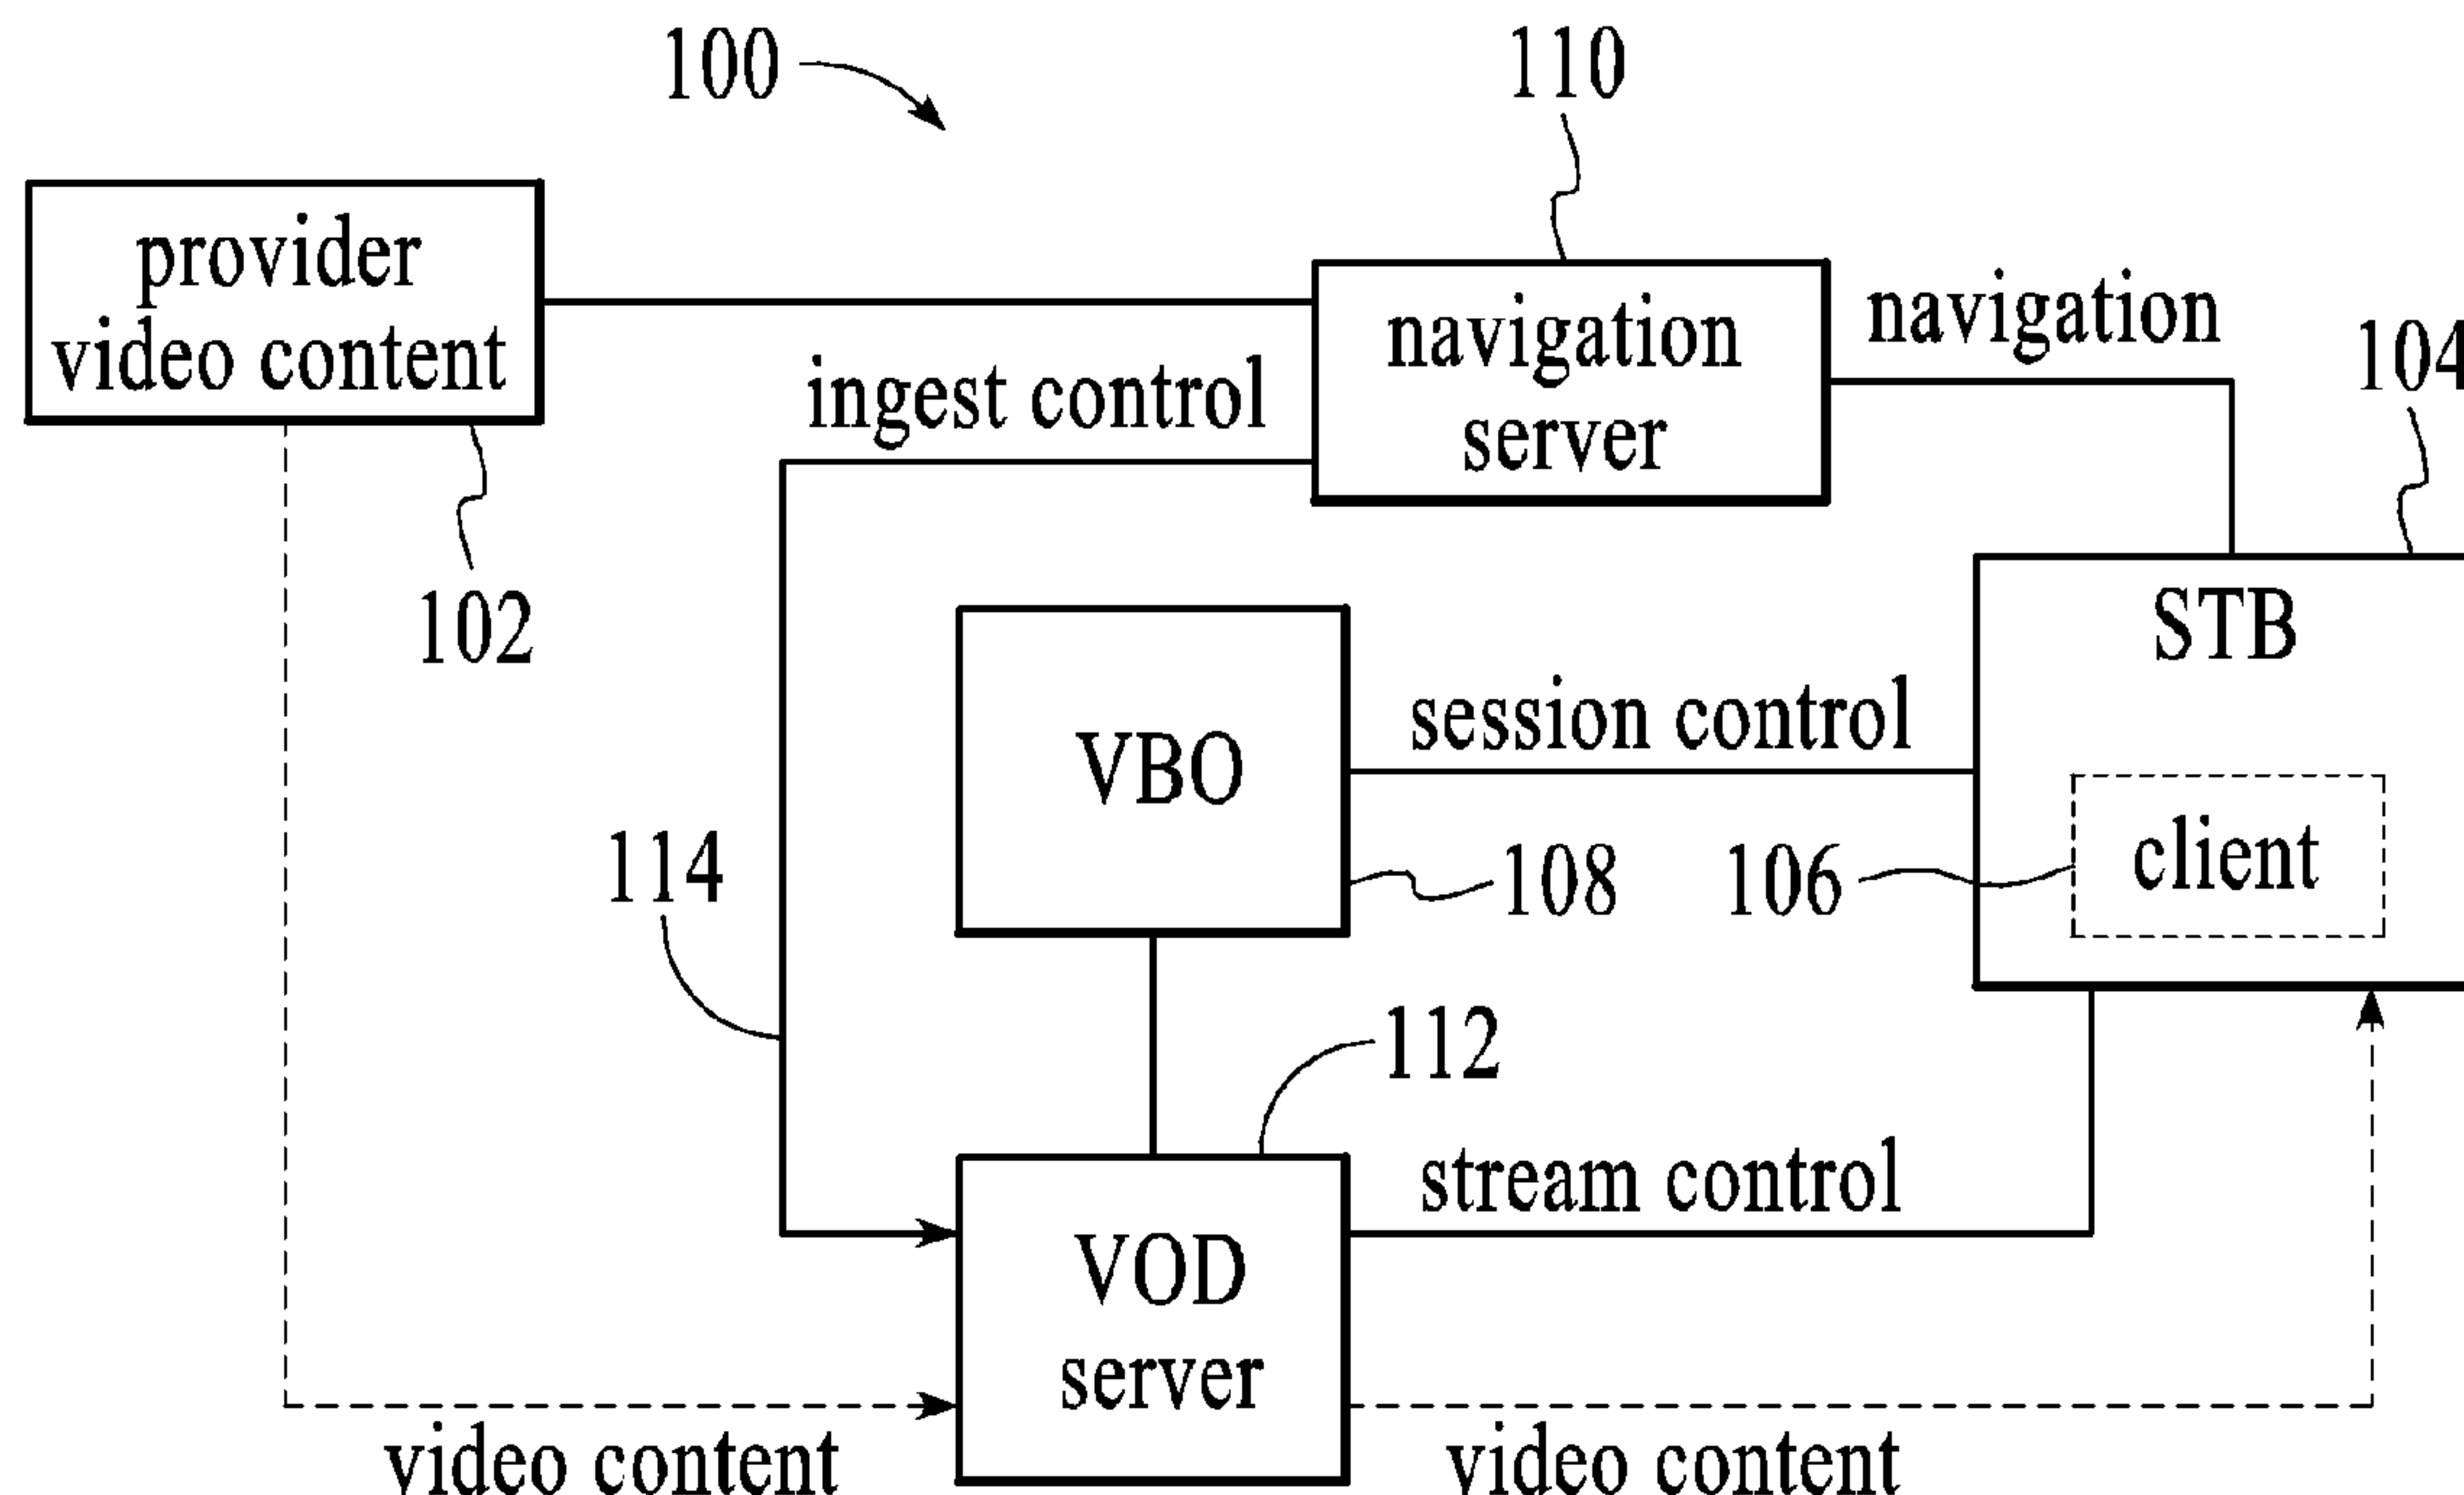 100
110
provider
video content
navigation
server
navigation
104
ingest control
102
STB
VBO
session control
client
114
108
106
112
VOD
server
stream control
video content
video content